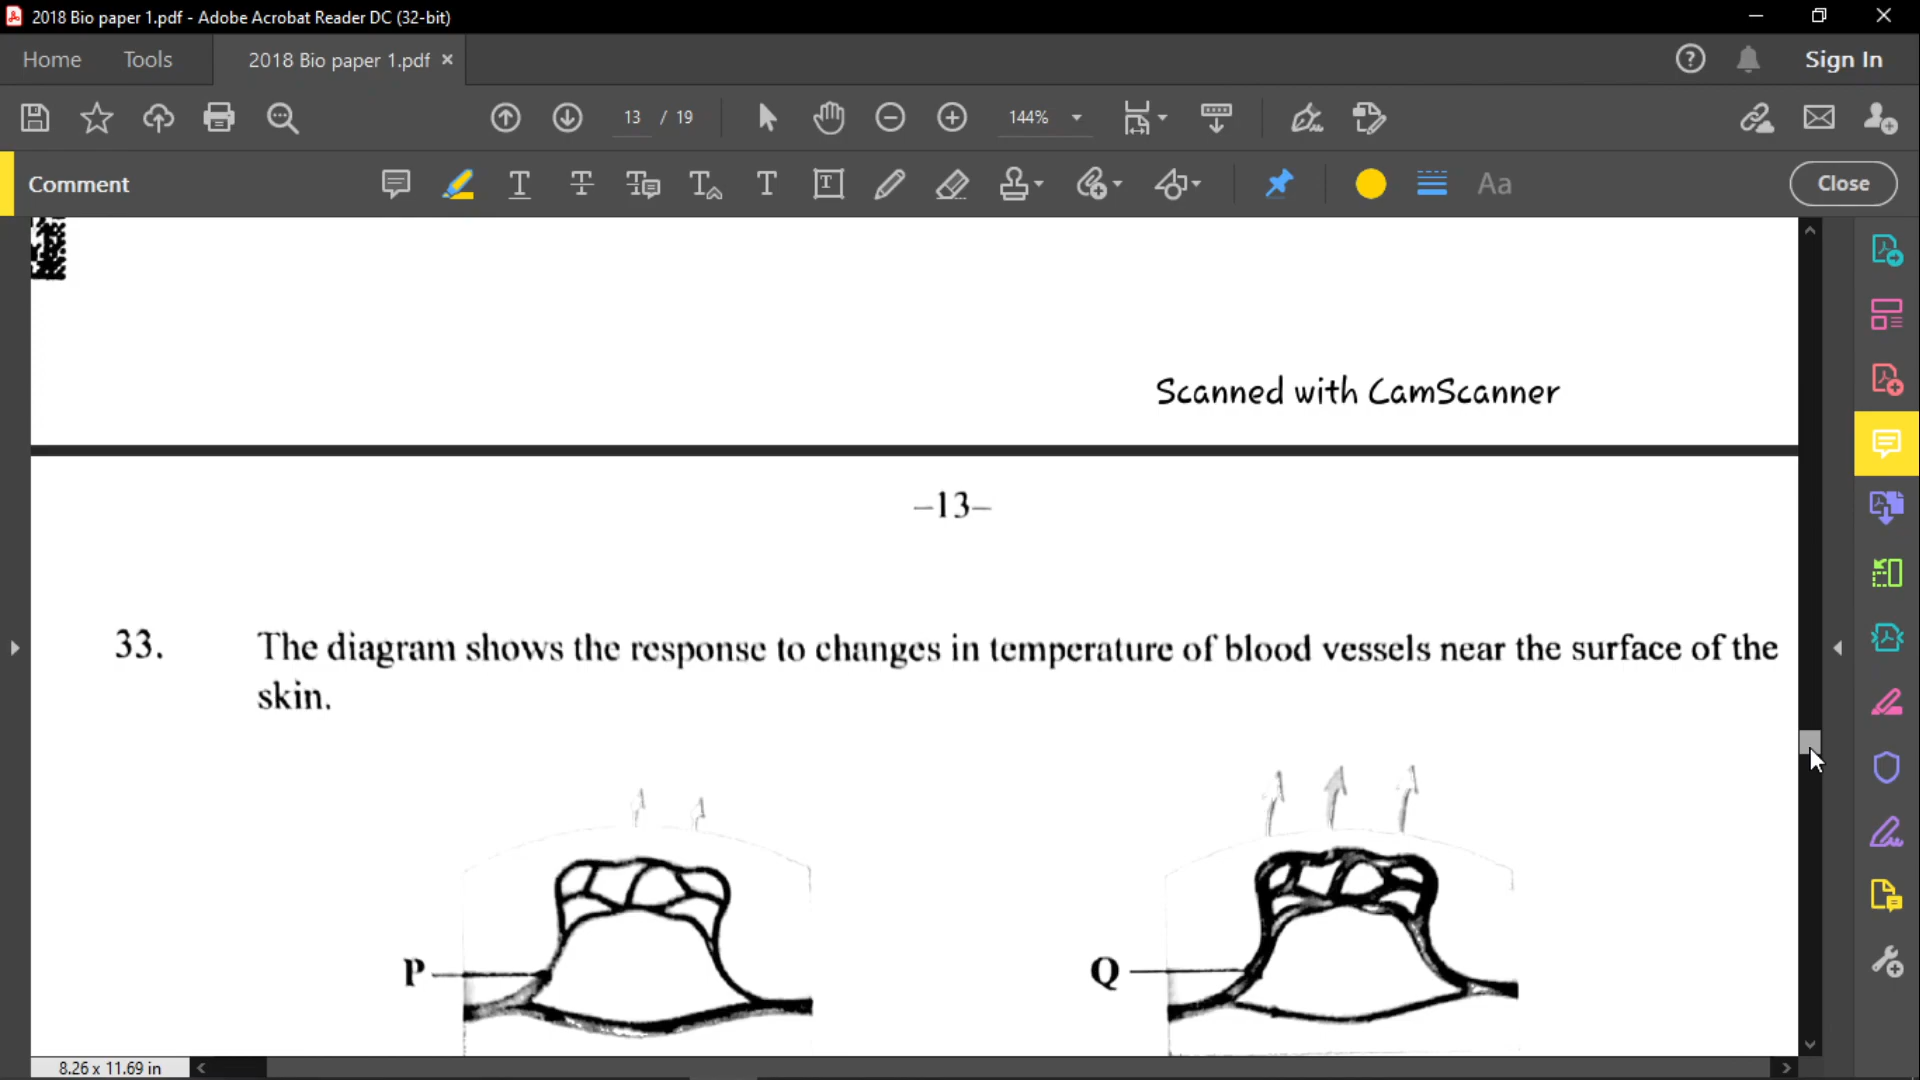 2018 Bio paper 1.pdf - Adobe Acrobat Reader DC (32-bit)
Home Tools 2018 Bio paper 1.pdf × Sign In
13 / 19 144%
Comment T T T T T T Aa Close
Scanned with CamScanner
–13–
33. The diagram shows the response to changes in temperature of blood vessels near the surface of the
skin.
P Q
8.26 x 11.69 in